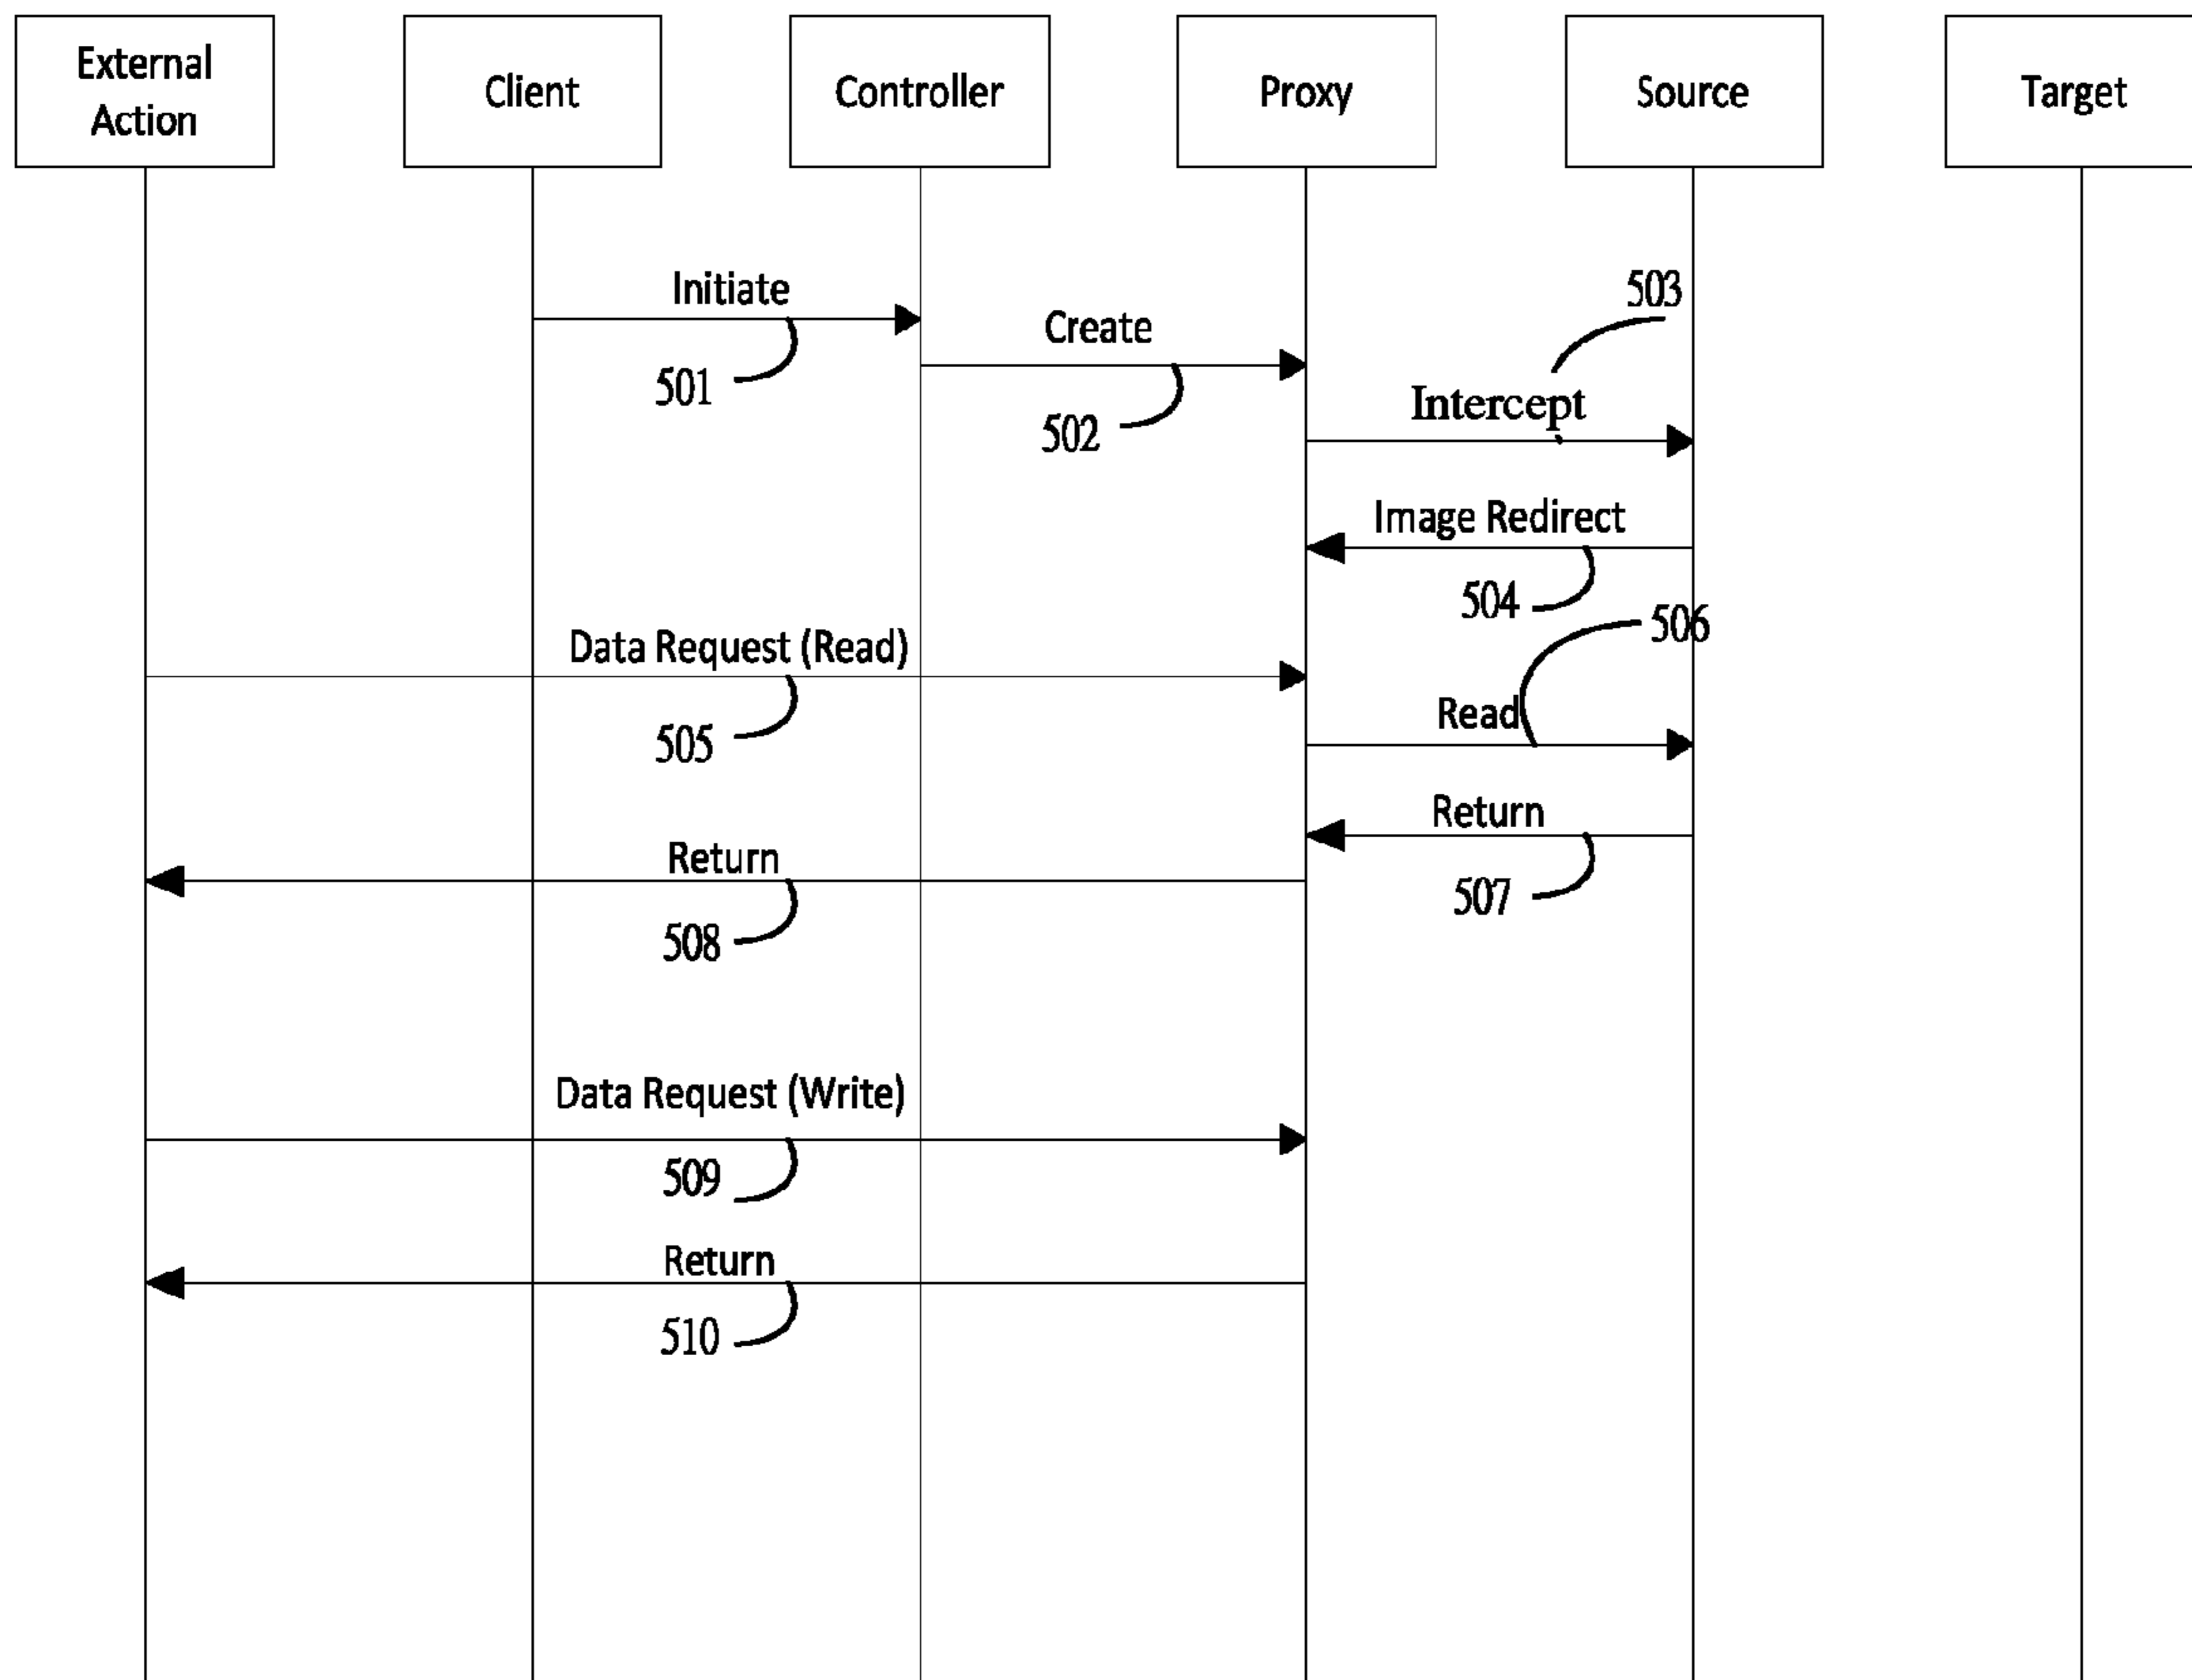 External
Action
Client
Controller
Proxy
Source
Target
Initiate
501
Create
502
503
Intercept
Image Redirect
504
Data Request (Read)
505
506
Read
Return
507
Return
508
Data Request (Write)
509
Return
510